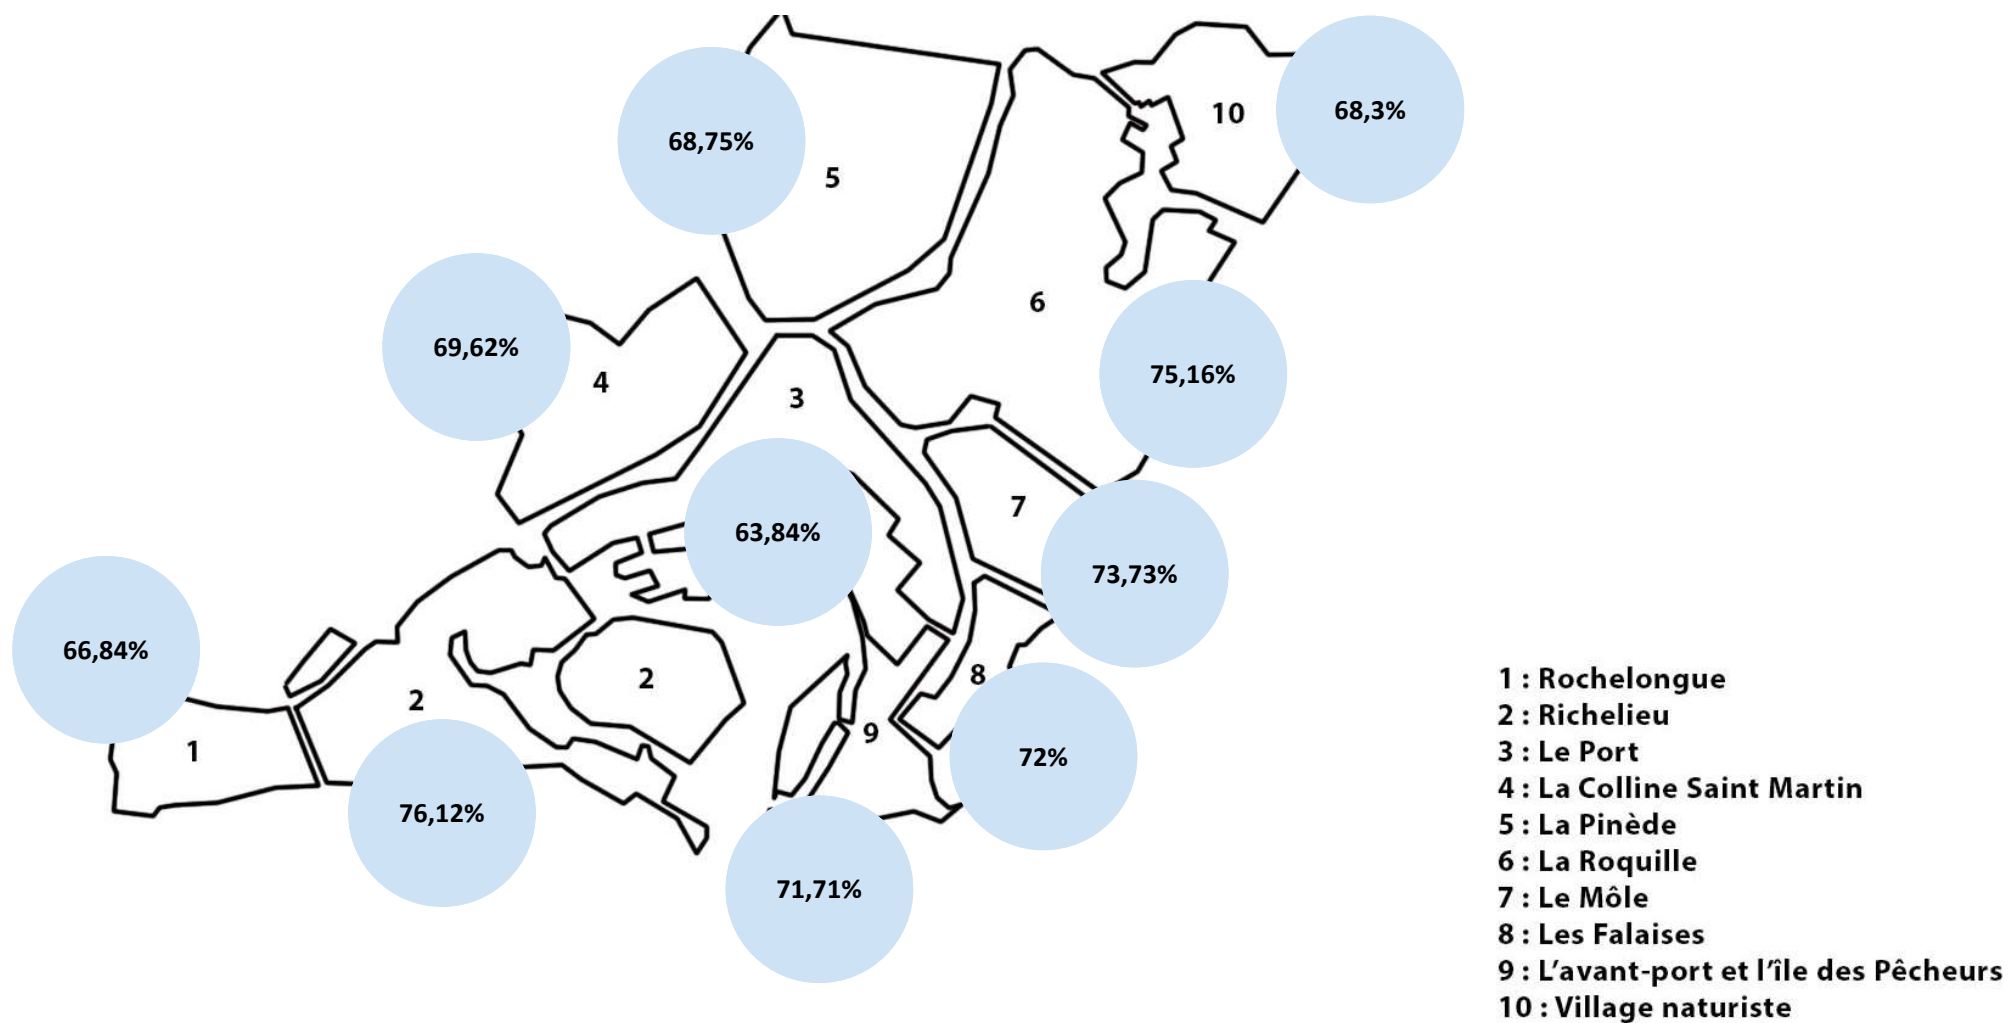 10
68,3%
68,75%
5
6
69,62%
75,16%
4
3
7
63,84%
73,73%
66,84%
2
2
8
1
9
72%
76,12%
71,71%
1 : Rochelongue
2 : Richelieu
3 : Le Port
4 : La Colline Saint Martin
5 : La Pinède
6 : La Roquille
7 : Le Môle
8 : Les Falaises
9 : L’avant-port et l’île des Pêcheurs
10 : Village naturiste